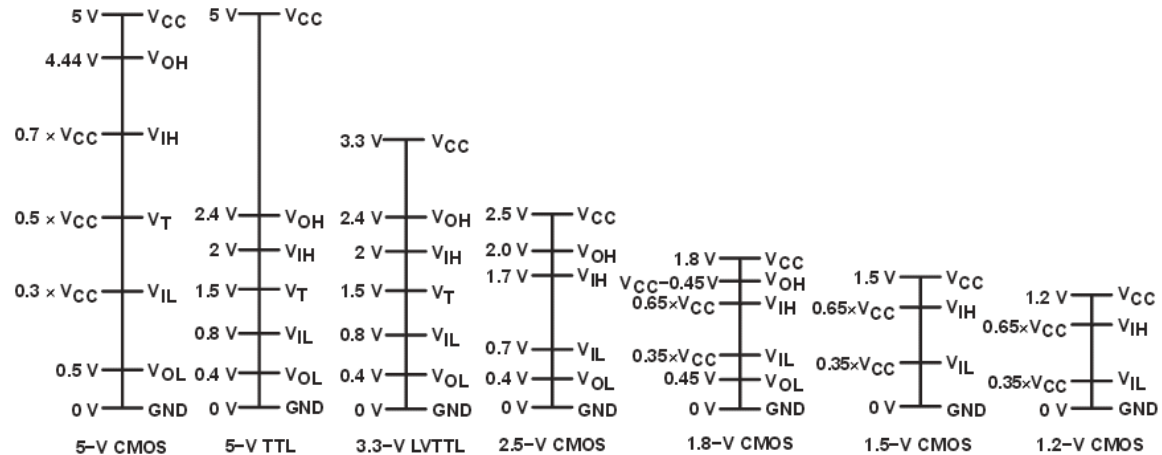 5 V VCC
4.44 V VOH
0.7 × VCC VIH
0.5 × VCC VT
0.3 × VCC VIL
0.5 V VOL
0 V GND
5−V CMOS
5 V VCC
2.4 V VOH
2 V VIH
1.5 V VT
0.8 V VIL
0.4 V VOL
0 V GND
5−V TTL
3.3 V VCC
2.4 V VOH
2 V VIH
1.5 V VT
0.8 V VIL
0.4 V VOL
0 V GND
3.3−V LVTTL
2.5 V VCC
2.0 V VOH
1.7 V VIH
0.7 V VIL
0.4 V VOL
0 V GND
2.5−V CMOS
1.8 V VCC
VCC−0.45V VOH
0.65×VCC VIH
0.35×VCC VIL
0.45 V VOL
0 V GND
1.8−V CMOS
1.5 V VCC
0.65×VCC VIH
0.35×VCC VIL
0 V GND
1.5−V CMOS
1.2 V VCC
0.65×VCC VIH
0.35×VCC VIL
0 V GND
1.2−V CMOS